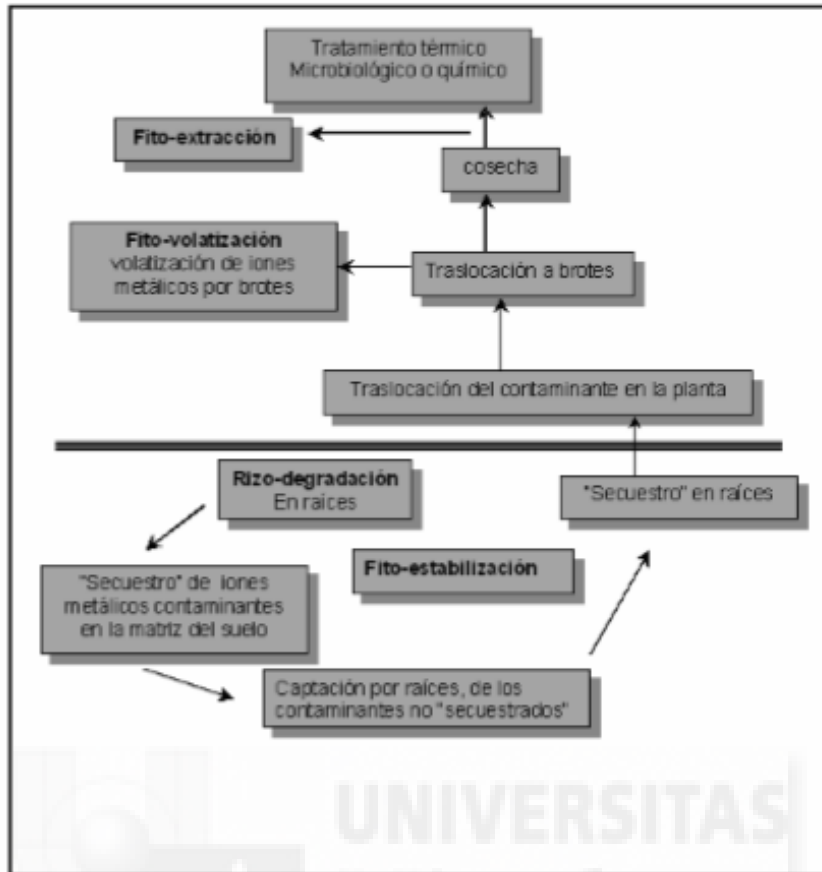 Tratamiento térmico
Microbiológico o químico
Fito-extracción
cosecha
Fito-volatización
volatización de iones
metálicos por brotes
Traslocación a brotes
Traslocación del contaminante en la planta
Rizo-degradación
En raíces
"Secuestro" en raíces
Fito-estabilización
"Secuestro" de iones
metálicos contaminantes
en la matriz del suelo
Captación por raíces, de los
contaminantes no "secuestrados"
UNIVERSITAS